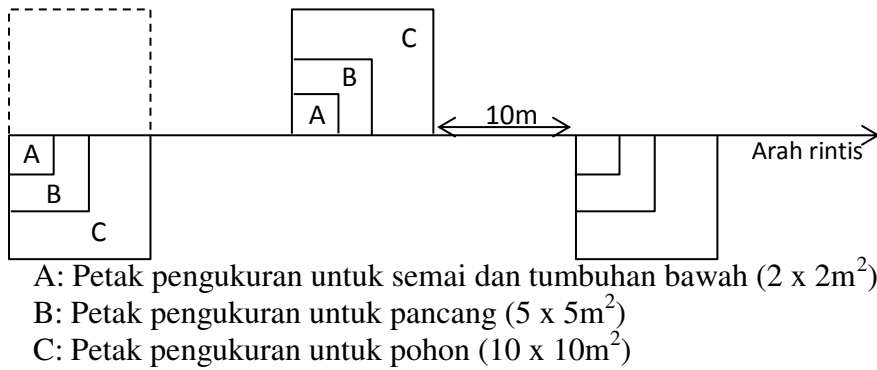 C
B
A
10m
A
B
C
Arah rintis
A: Petak pengukuran untuk semai dan tumbuhan bawah (2 x 2m²)
B: Petak pengukuran untuk pancang (5 x 5m²)
C: Petak pengukuran untuk pohon (10 x 10m²)